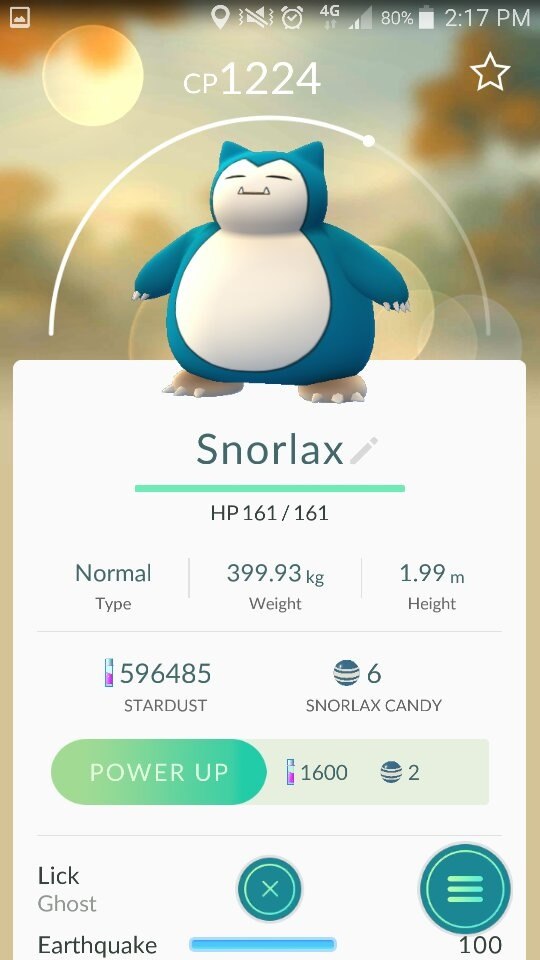 4G 80% 2:17 PM
CP1224
Snorlax
HP 161 / 161
Normal 399.93 kg 1.99 m
Type Weight Height
596485 6
STARDUST SNORLAX CANDY
POWER UP 1600 2
Lick
Ghost
Earthquake 100